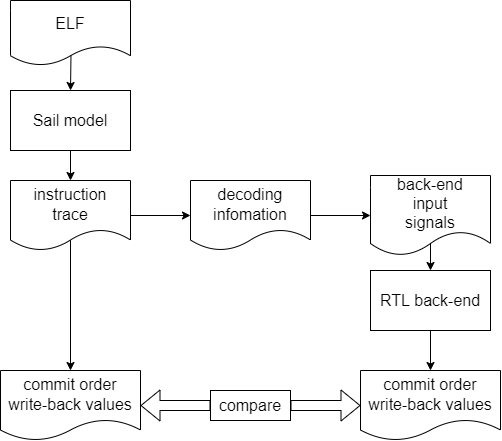 ELF
Sail model
instruction
trace
decoding
infomation
back-end
input
signals
RTL back-end
commit order
write-back values
compare
commit order
write-back values